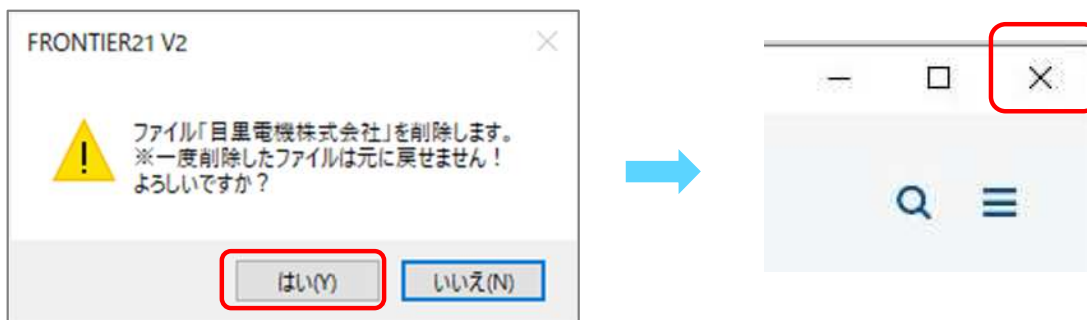 FRONTIER21 V2
ファイル「目黒電機株式会社」を削除します。
※一度削除したファイルは元に戻せません！
よろしいですか？
はい(Y)
いいえ(N)